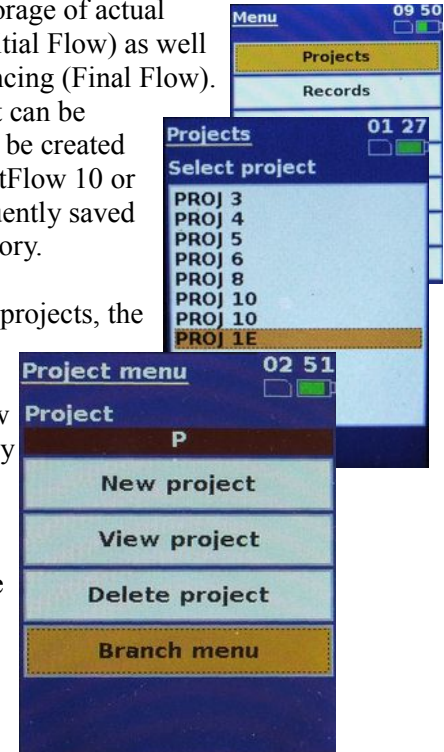 torage of actual
itial Flow) as well
ncing (Final Flow).
t can be
be created
tFlow 10 or
uently saved
ory.
projects, the
y
e
Menu 09 50
Projects
Records
Projects 01 27
Select project
PROJ 3
PROJ 4
PROJ 5
PROJ 6
PROJ 8
PROJ 10
PROJ 10
PROJ 1E
Project menu 02 51
Project
P
New project
View project
Delete project
Branch menu